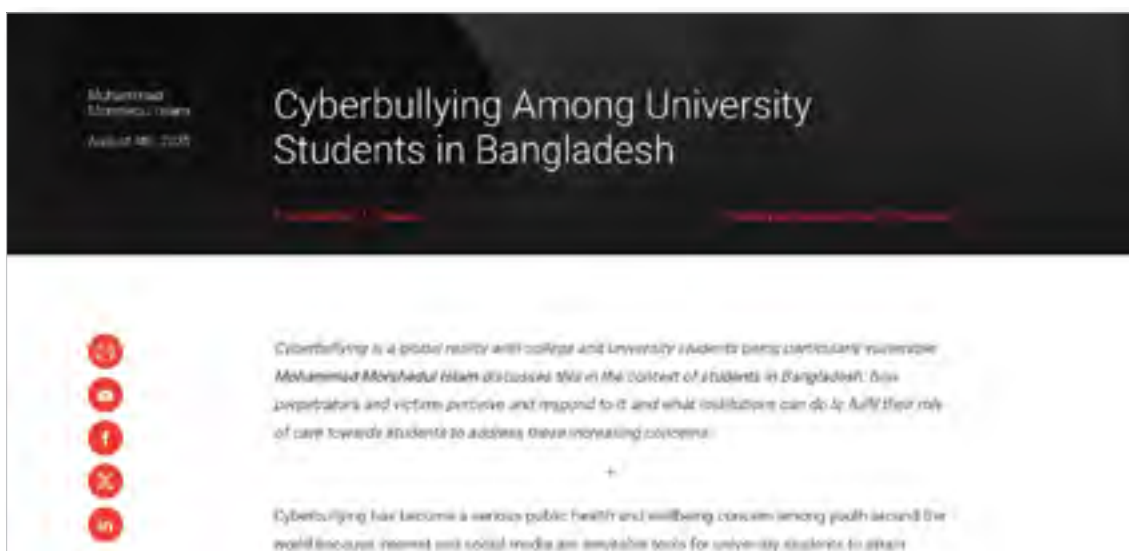 Mohammad
Morshedul Islam
August 4th, 2025
Cyberbullying Among University
Students in Bangladesh
Cyberbullying is a global reality with college and university students being particularly vulnerable
Mohammad Morshedul Islam discusses this in the context of students in Bangladesh: how
perpetrators and victims perceive and respond to it and what institutions can do to fulfil their role
of care towards students to address these increasing concerns
Cyberbullying has become a serious public health and wellbeing concern among youth around the
world because internet and social media are tools for university students to attain